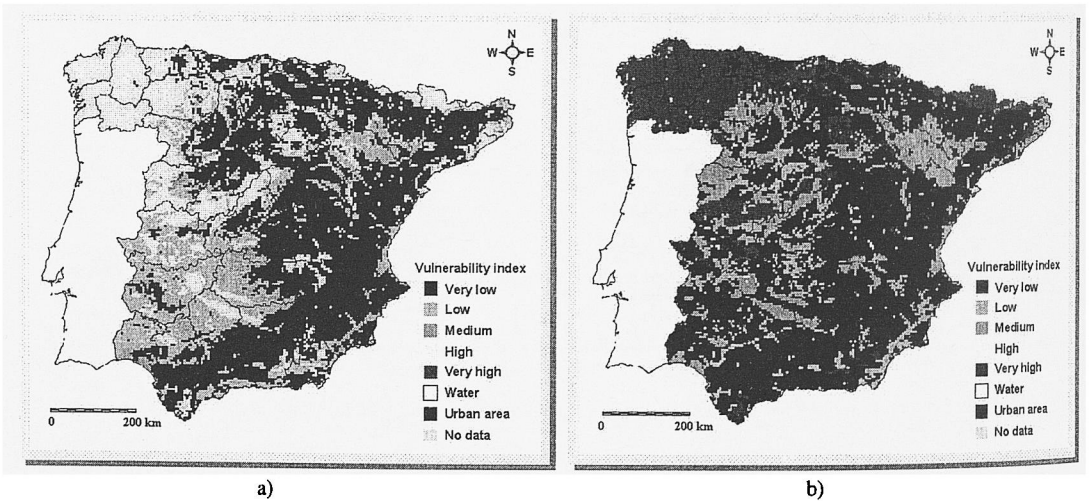 N
W E
S
Vulnerability index
Very low
Low
Medium
High
Very high
Water
Urban area
No data
0 200 km
a)
N
W E
S
Vulnerability index
Very low
Low
Medium
High
Very high
Water
Urban area
No data
0 200 km
b)